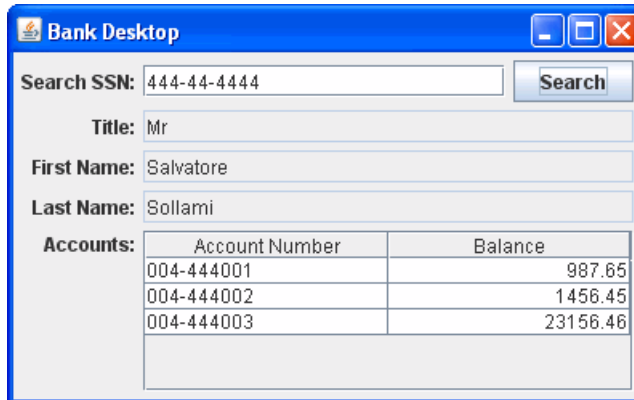 Bank Desktop
Search SSN: 444-44-4444 Search
Title: Mr
First Name: Salvatore
Last Name: Sollami
Accounts: Account Number Balance
004-444001 987.65
004-444002 1456.45
004-444003 23156.46